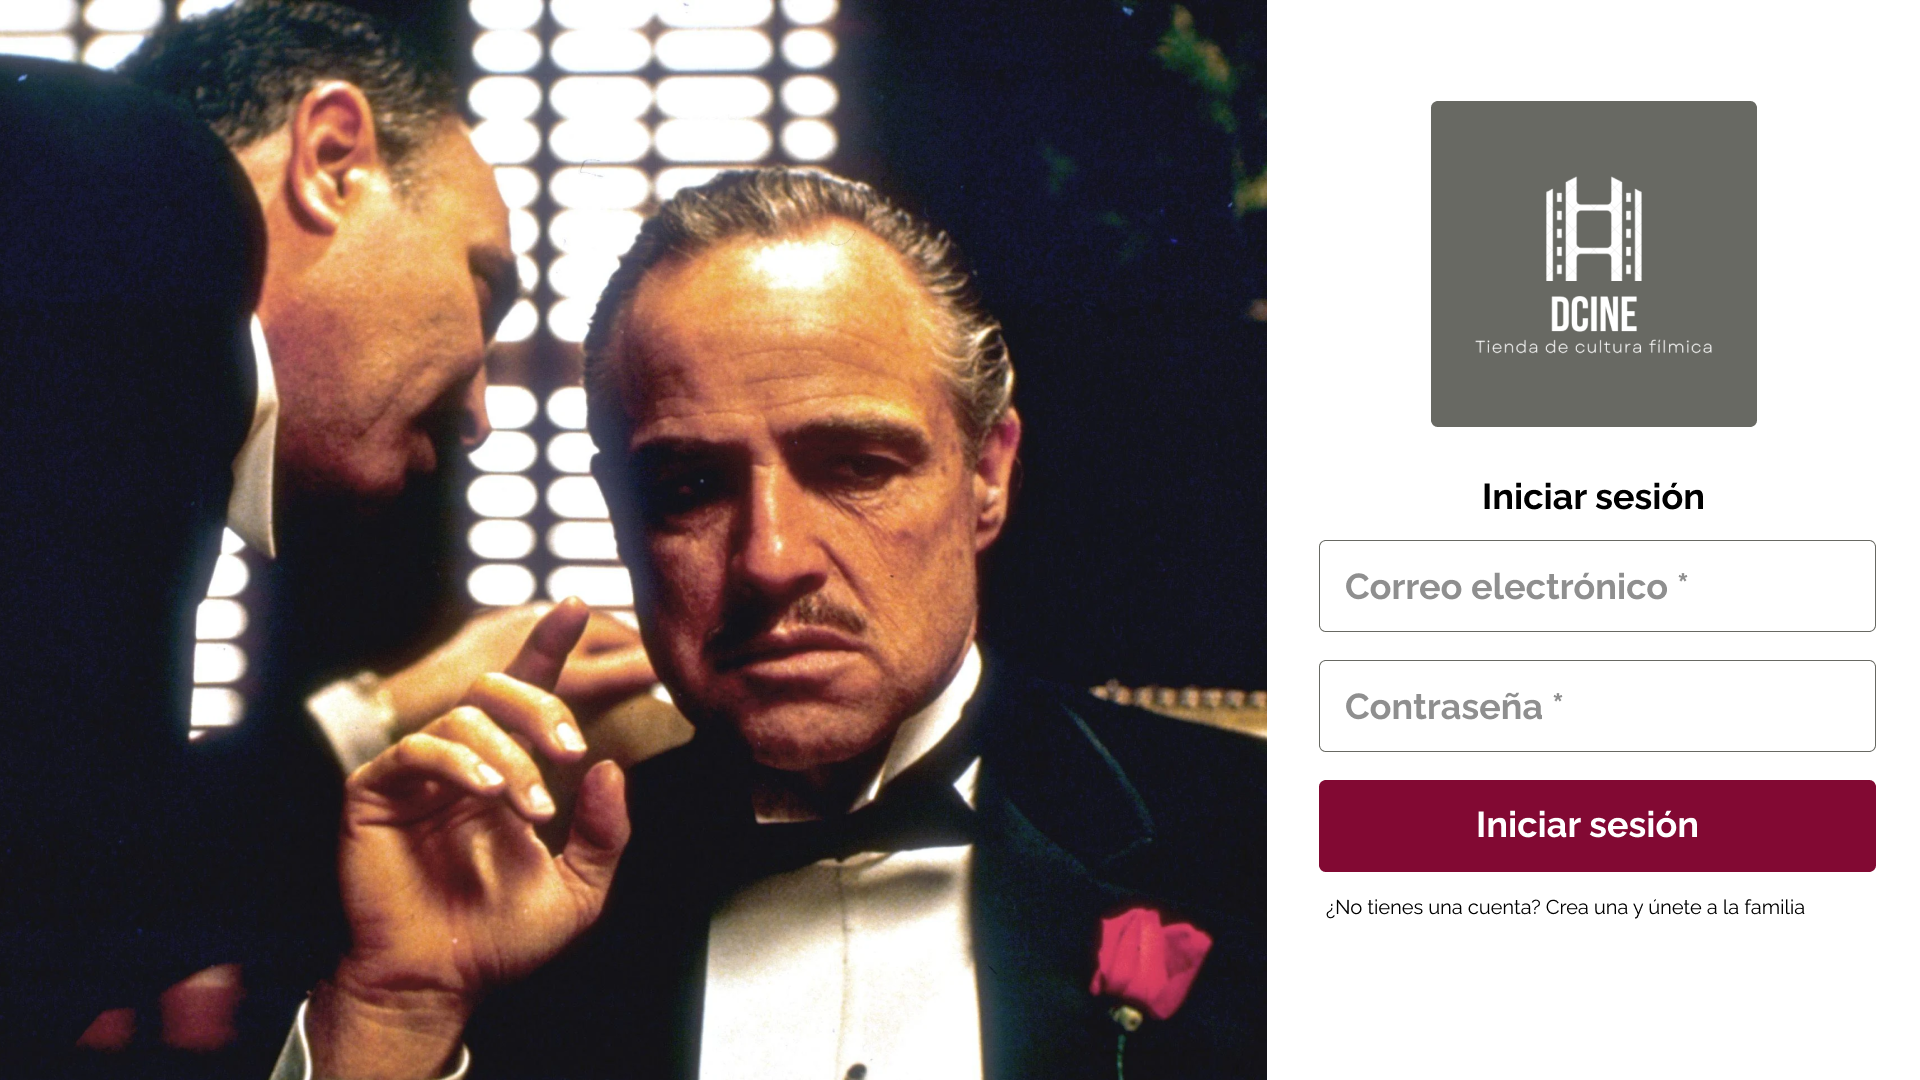 DCINE
Tienda de cultura fílmica
Iniciar sesión
Correo electrónico *
Contraseña *
Iniciar sesión
¿No tienes una cuenta? Crea una y únete a la familia